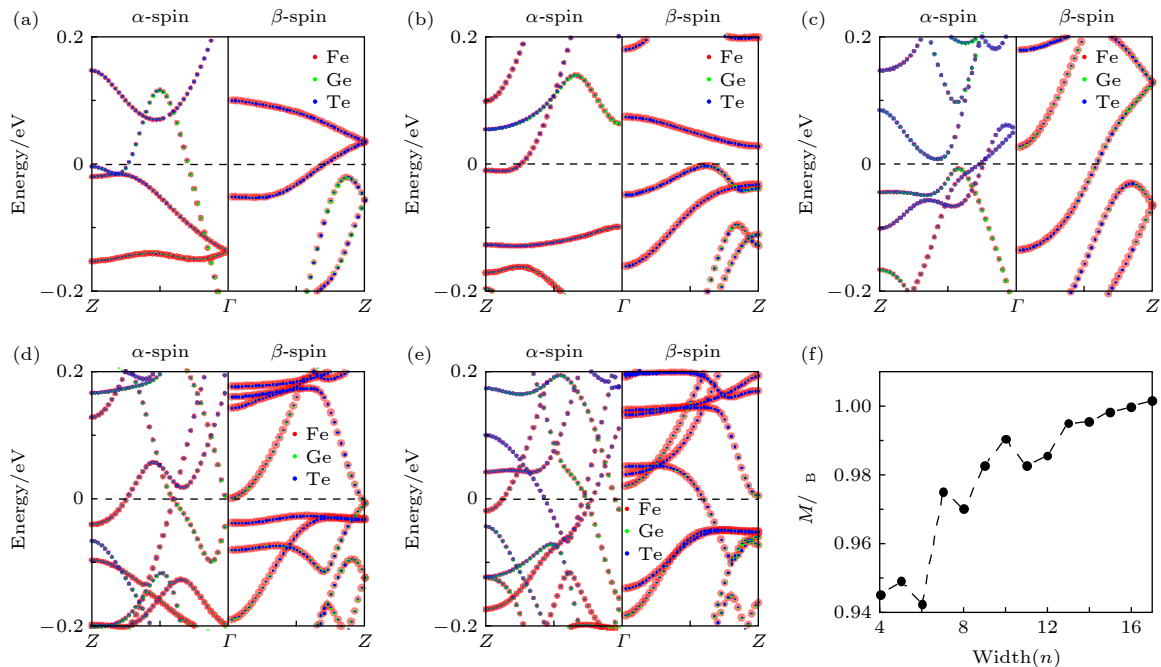 (a) α-spin β-spin
0.2
Fe
Ge
Te
Energy/eV
0
−0.2
Z Γ Z
(b) α-spin β-spin
0.2
Fe
Ge
Te
Energy/eV
0
−0.2
Z Γ Z
(c) α-spin β-spin
0.2
Fe
Ge
Te
Energy/eV
0
−0.2
Z Γ Z
(d) α-spin β-spin
0.2
Fe
Ge
Te
Energy/eV
0
−0.2
Z Γ Z
(e) α-spin β-spin
0.2
Energy/eV
0
Fe
Ge
Te
−0.2
Z Γ Z
(f)
1.00
0.98
M/ B
0.96
0.94
4 8 12 16
Width(n)